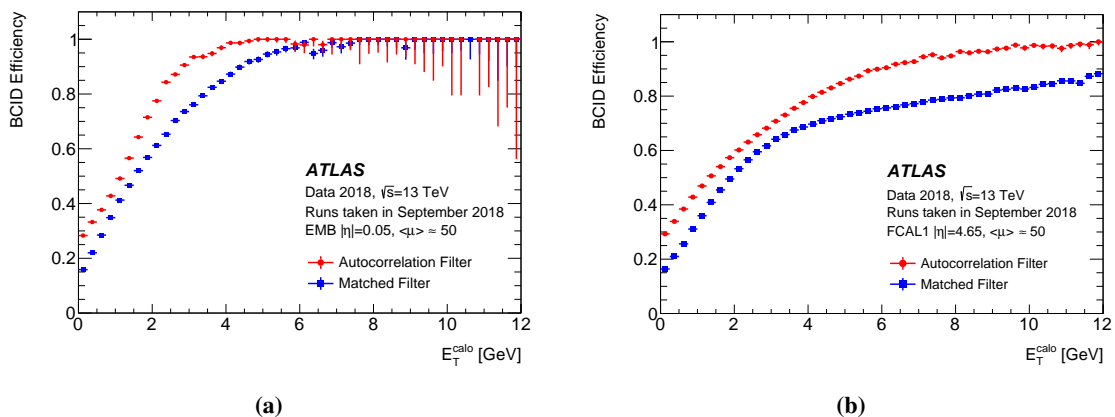 BCID Efficiency
1
0.8
0.6
0.4
0.2
0
ATLAS
Data 2018, √s=13 TeV
Runs taken in September 2018
EMB |η|=0.05, <μ> ≈ 50
Autocorrelation Filter
Matched Filter
0 2 4 6 8 10 12
E_T^calo [GeV]
(a)
BCID Efficiency
1
0.8
0.6
0.4
0.2
0
ATLAS
Data 2018, √s=13 TeV
Runs taken in September 2018
FCAL1 |η|=4.65, <μ> ≈ 50
Autocorrelation Filter
Matched Filter
0 2 4 6 8 10 12
E_T^calo [GeV]
(b)